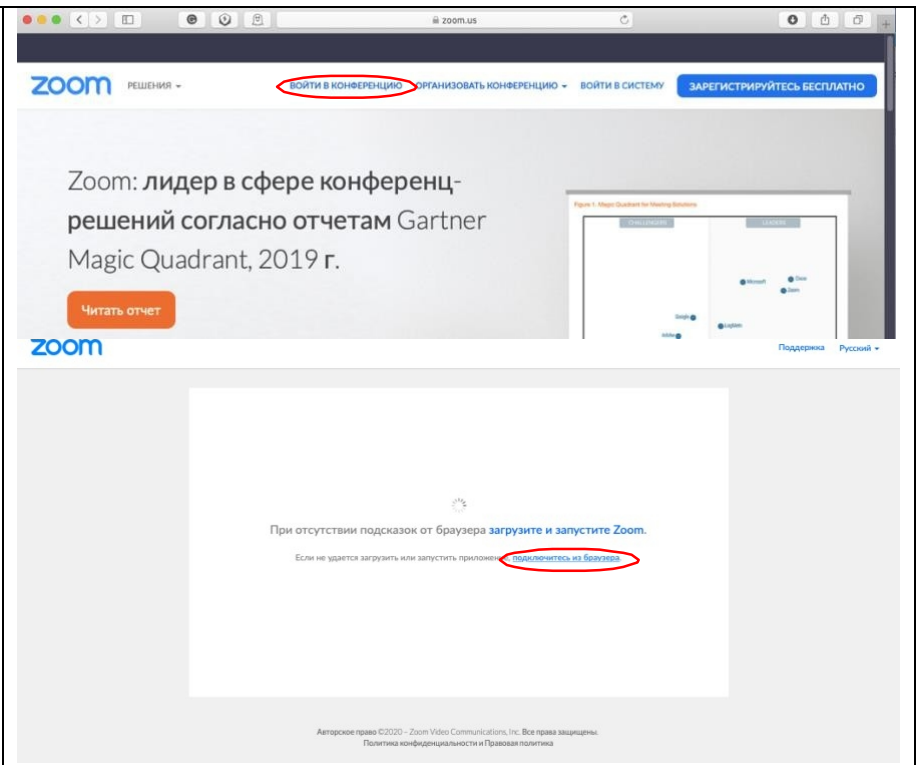 zoom.us
zoom РЕШЕНИЯ ВОЙТИ В КОНФЕРЕНЦИЮ ОРГАНИЗОВАТЬ КОНФЕРЕНЦИЮ ВОЙТИ В СИСТЕМУ ЗАРЕГИСТРИРУЙТЕСЬ БЕСПЛАТНО
Zoom: лидер в сфере конференц-
решений согласно отчетам Gartner
Magic Quadrant, 2019 г.
Читать отчет
Figure 1. Magic Quadrant for Meeting Solutions
CHALLENGERS LEADERS
Microsoft Cisco
Zoom
Google
LogMeIn
zoom Поддержка Русский
При отсутствии подсказок от браузера загрузите и запустите Zoom.
Если не удается загрузить или запустить приложение, подключитесь из браузера.
Авторское право ©2020 – Zoom Video Communications, Inc. Все права защищены.
Политика конфиденциальности и Правовая политика